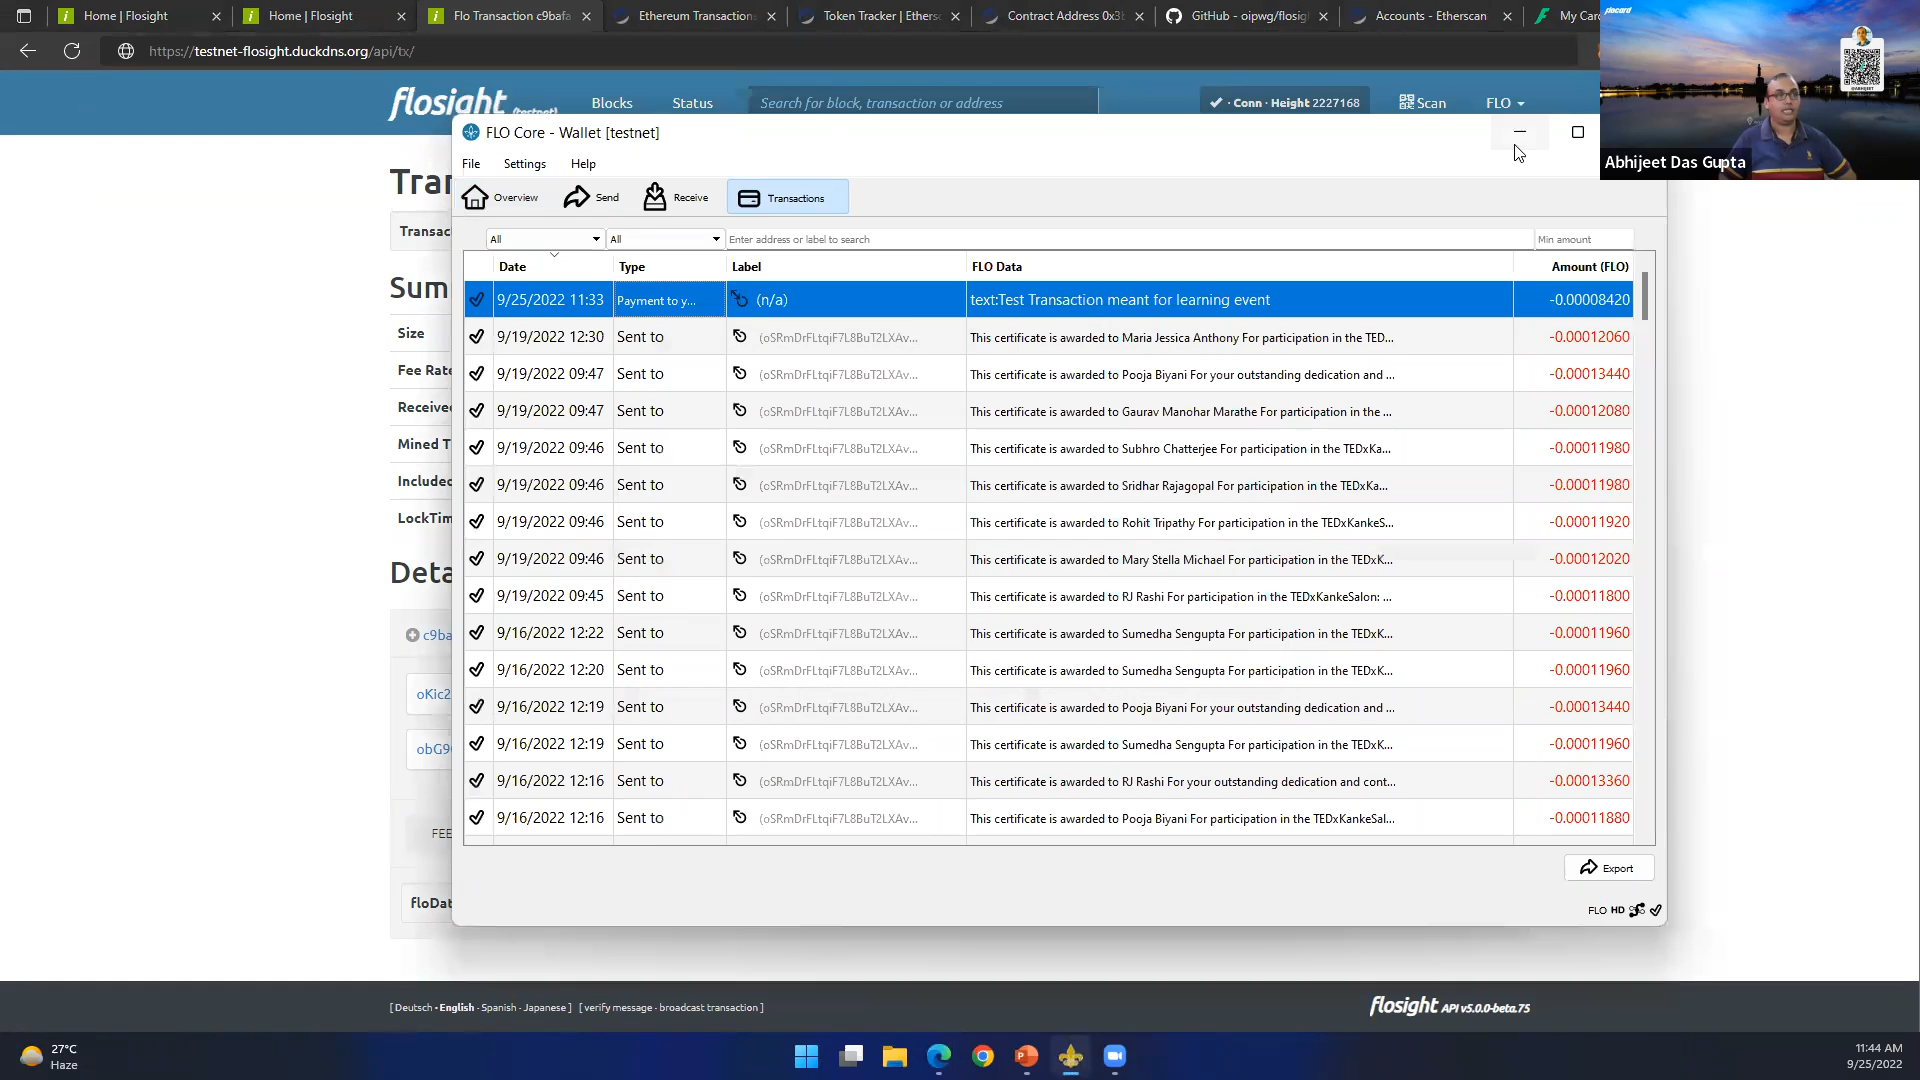 Home | Flosight
Home | Flosight
Flo Transaction c9bafa
Ethereum Transaction
Token Tracker | Ethers
Contract Address 0x3
GitHub - oipwg/flosigh
Accounts - Etherscan
My Car
https://testnet-flosight.duckdns.org/api/tx/
flosight
Blocks
Status
Search for block, transaction or address
· Conn · Height 2227168
Scan
FLO
flocard
Abhijeet Das Gupta
FLO Core - Wallet [testnet]
File
Settings
Help
Overview
Send
Receive
Transactions
All
All
Enter address or label to search
Min amount
Date
Type
Label
FLO Data
Amount (FLO)
9/25/2022 11:33 Payment to y... (n/a) text:Test Transaction meant for learning event -0.00008420
9/19/2022 12:30 Sent to (oSRmDrFLtqiF7L8BuT2LXAv... This certificate is awarded to Maria Jessica Anthony For participation in the TED... -0.00012060
9/19/2022 09:47 Sent to (oSRmDrFLtqiF7L8BuT2LXAv... This certificate is awarded to Pooja Biyani For your outstanding dedication and ... -0.00013440
9/19/2022 09:47 Sent to (oSRmDrFLtqiF7L8BuT2LXAv... This certificate is awarded to Gaurav Manohar Marathe For participation in the ... -0.00012080
9/19/2022 09:46 Sent to (oSRmDrFLtqiF7L8BuT2LXAv... This certificate is awarded to Subhro Chatterjee For participation in the TEDxKa... -0.00011980
9/19/2022 09:46 Sent to (oSRmDrFLtqiF7L8BuT2LXAv... This certificate is awarded to Sridhar Rajagopal For participation in the TEDxKa... -0.00011980
9/19/2022 09:46 Sent to (oSRmDrFLtqiF7L8BuT2LXAv... This certificate is awarded to Rohit Tripathy For participation in the TEDxKankeS... -0.00011920
9/19/2022 09:46 Sent to (oSRmDrFLtqiF7L8BuT2LXAv... This certificate is awarded to Mary Stella Michael For participation in the TEDxK... -0.00012020
9/19/2022 09:45 Sent to (oSRmDrFLtqiF7L8BuT2LXAv... This certificate is awarded to RJ Rashi For participation in the TEDxKankeSalon: ... -0.00011800
9/16/2022 12:22 Sent to (oSRmDrFLtqiF7L8BuT2LXAv... This certificate is awarded to Sumedha Sengupta For participation in the TEDxK... -0.00011960
9/16/2022 12:20 Sent to (oSRmDrFLtqiF7L8BuT2LXAv... This certificate is awarded to Sumedha Sengupta For participation in the TEDxK... -0.00011960
9/16/2022 12:19 Sent to (oSRmDrFLtqiF7L8BuT2LXAv... This certificate is awarded to Pooja Biyani For your outstanding dedication and ... -0.00013440
9/16/2022 12:19 Sent to (oSRmDrFLtqiF7L8BuT2LXAv... This certificate is awarded to Sumedha Sengupta For participation in the TEDxK... -0.00011960
9/16/2022 12:16 Sent to (oSRmDrFLtqiF7L8BuT2LXAv... This certificate is awarded to RJ Rashi For your outstanding dedication and cont... -0.00013360
9/16/2022 12:16 Sent to (oSRmDrFLtqiF7L8BuT2LXAv... This certificate is awarded to Pooja Biyani For participation in the TEDxKankeSal... -0.00011880
Export
FLO HD
Tra
Transac
Sum
Size
Fee Rate
Received
Mined T
Included
LockTim
Deta
c9ba
oKic2
obG9
FEE
floDat
[ Deutsch · English · Spanish · Japanese ] [ verify message · broadcast transaction ]
flosight API v5.0.0-beta.75
27°C
Haze
11:44 AM
9/25/2022